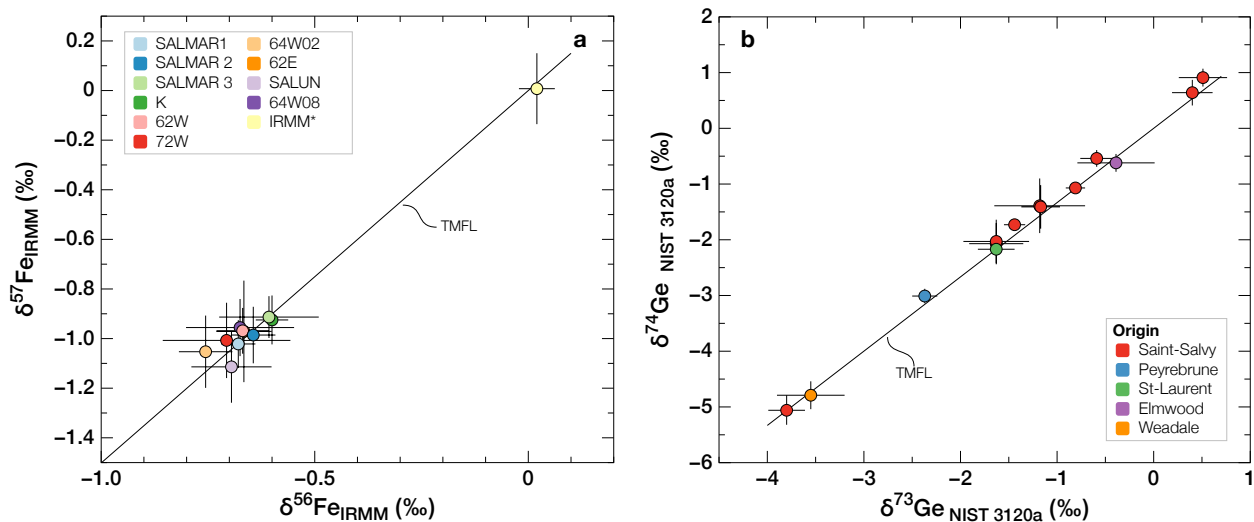 a
SALMAR1
SALMAR 2
SALMAR 3
K
62W
72W
64W02
62E
SALUN
64W08
IRMM*
TMFL
0.2
0
−0.2
−0.4
−0.6
−0.8
−1.0
−1.2
−1.4
δ57FeIRMM (‰)
−1.0
−0.5
0
δ56FeIRMM (‰)
b
TMFL
Origin
Saint-Salvy
Peyrebrune
St-Laurent
Elmwood
Weadale
2
1
0
−1
−2
−3
−4
−5
−6
δ74Ge NIST 3120a (‰)
−4
−3
−2
−1
0
1
δ73Ge NIST 3120a (‰)